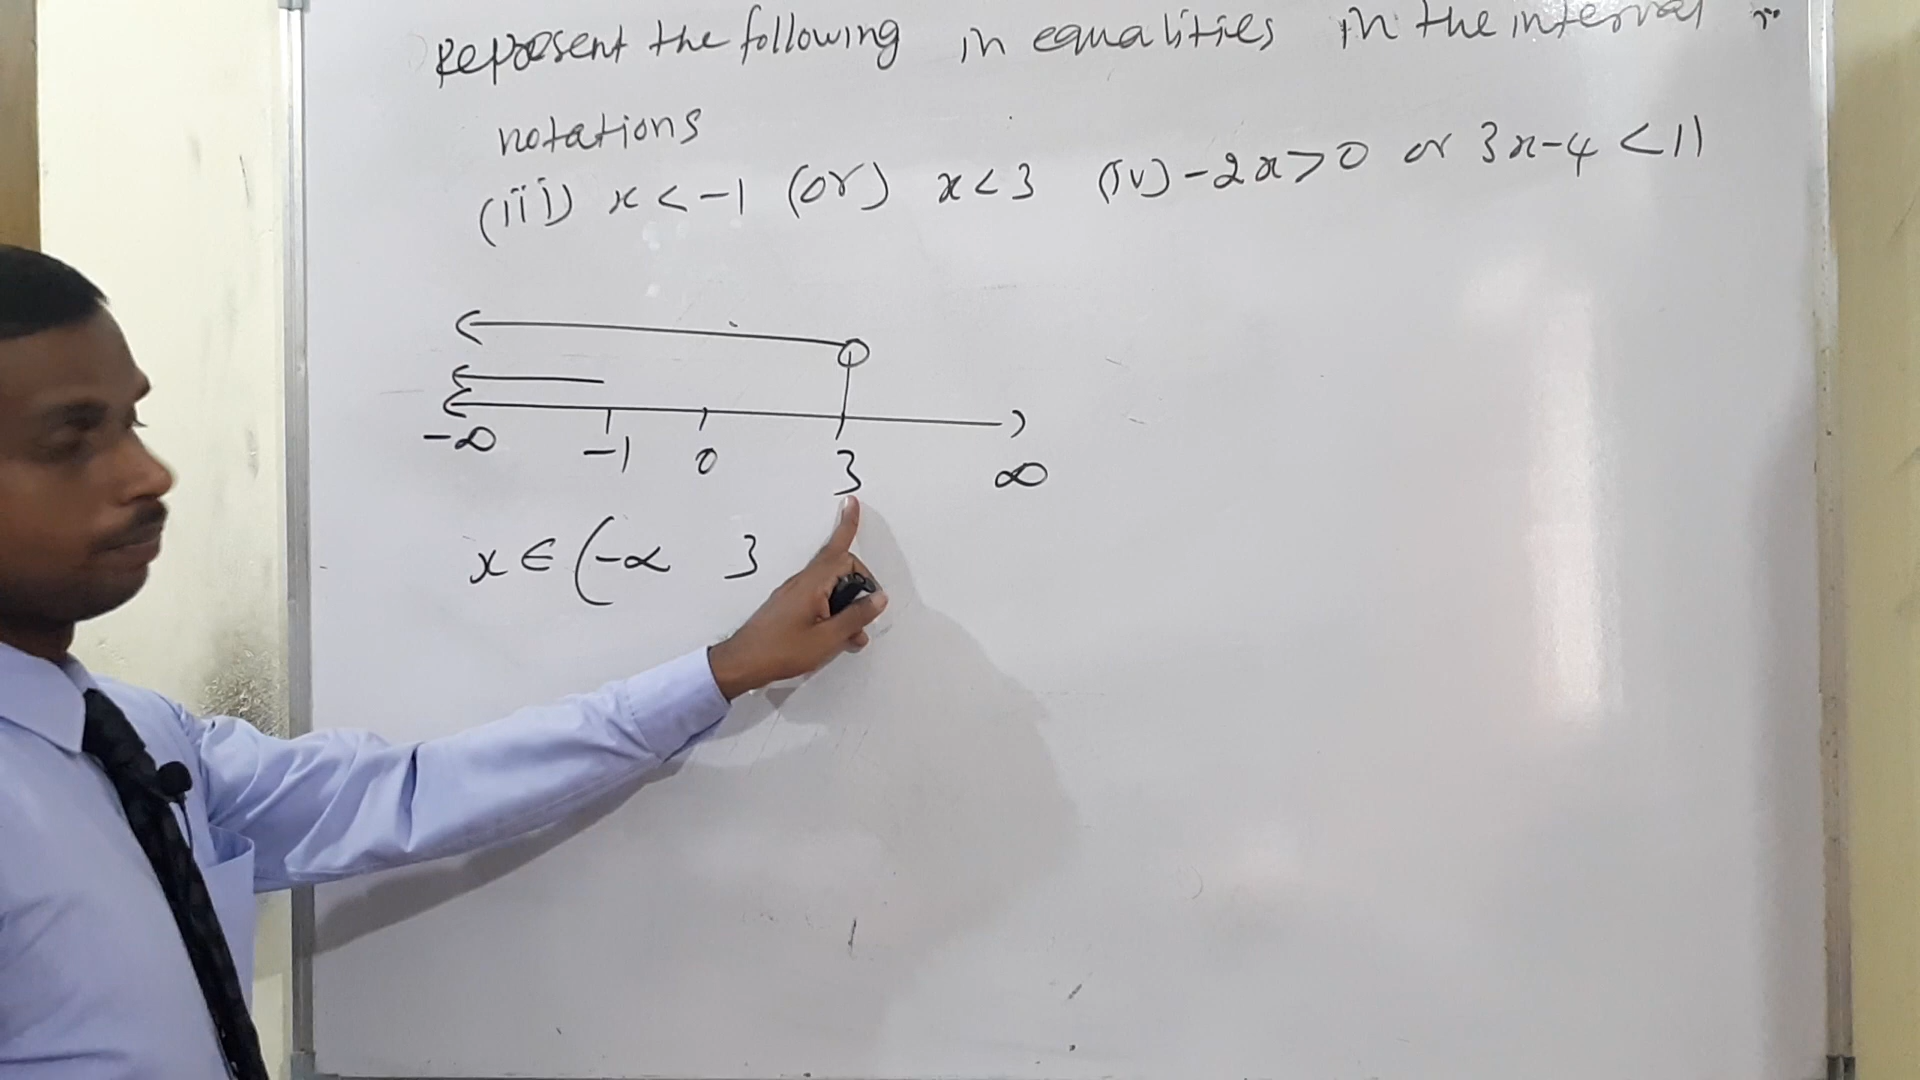 Represent the following in equalities in the interval
notations
(iii) x < -1 (or) x < 3 (iv) -2x > 0 or 3x-4 < 11
-∞ -1 0 3 ∞
x ∈ (-∝ 3